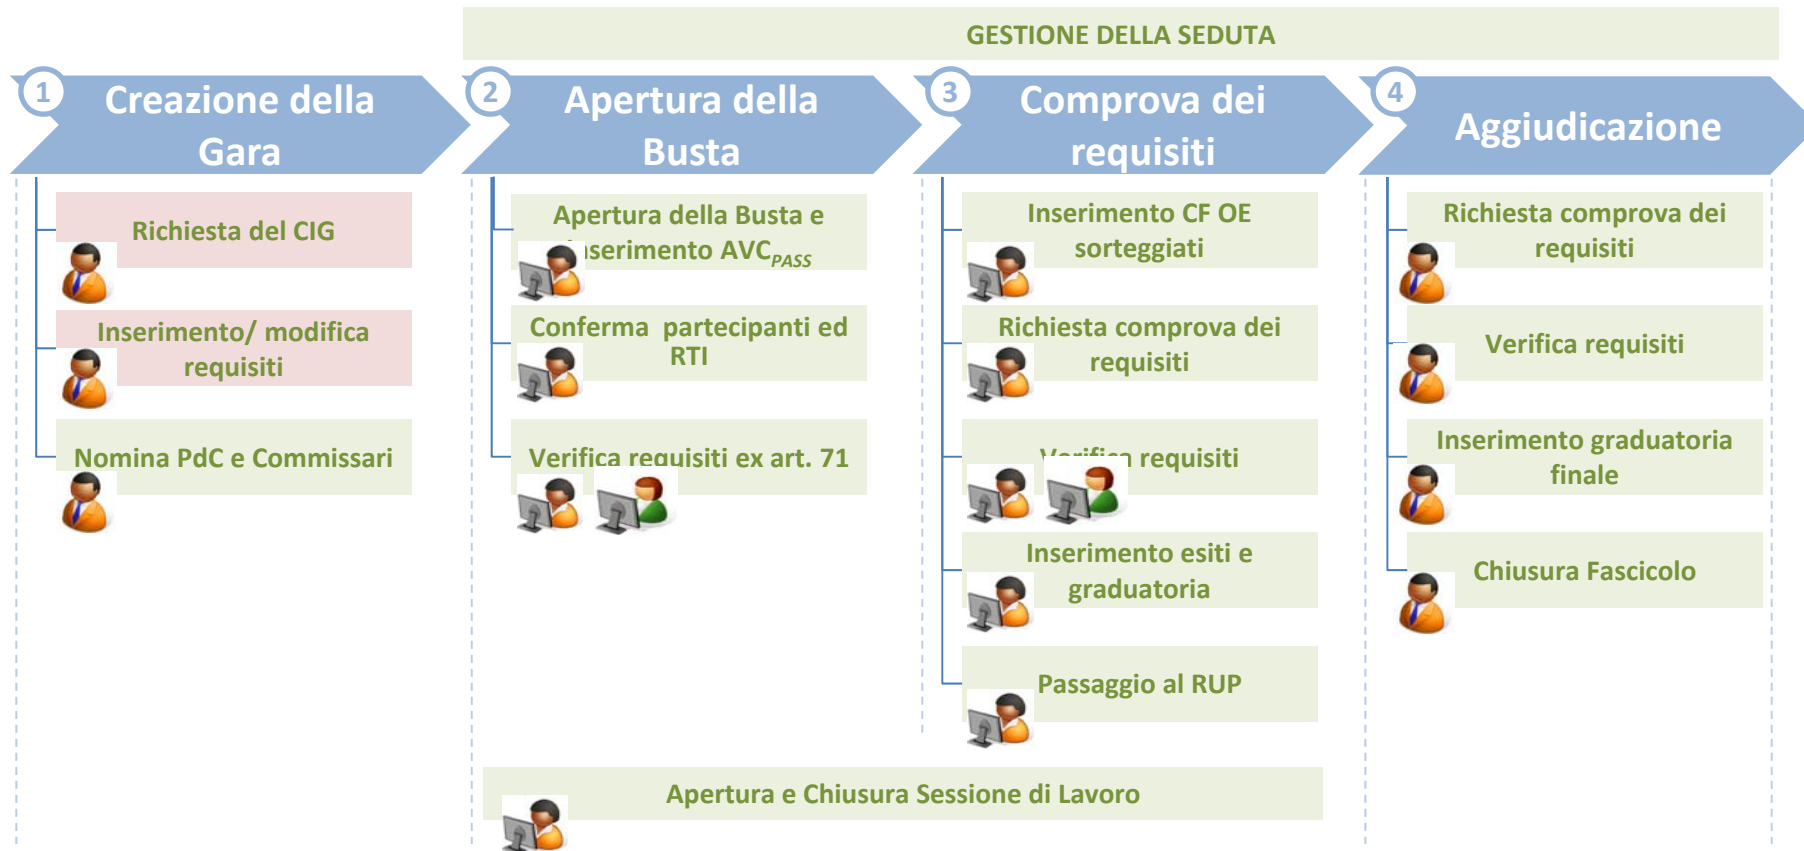 GESTIONE DELLA SEDUTA
1
Creazione della
Gara
Richiesta del CIG
Inserimento/ modifica
requisiti
Nomina PdC e Commissari
2
Apertura della
Busta
Apertura della Busta e
inserimento AVCPASS
Conferma partecipanti ed
RTI
Verifica requisiti ex art. 71
3
Comprova dei
requisiti
Inserimento CF OE
sorteggiati
Richiesta comprova dei
requisiti
Verifica requisiti
Inserimento esiti e
graduatoria
Passaggio al RUP
4
Aggiudicazione
Richiesta comprova dei
requisiti
Verifica requisiti
Inserimento graduatoria
finale
Chiusura Fascicolo
Apertura e Chiusura Sessione di Lavoro